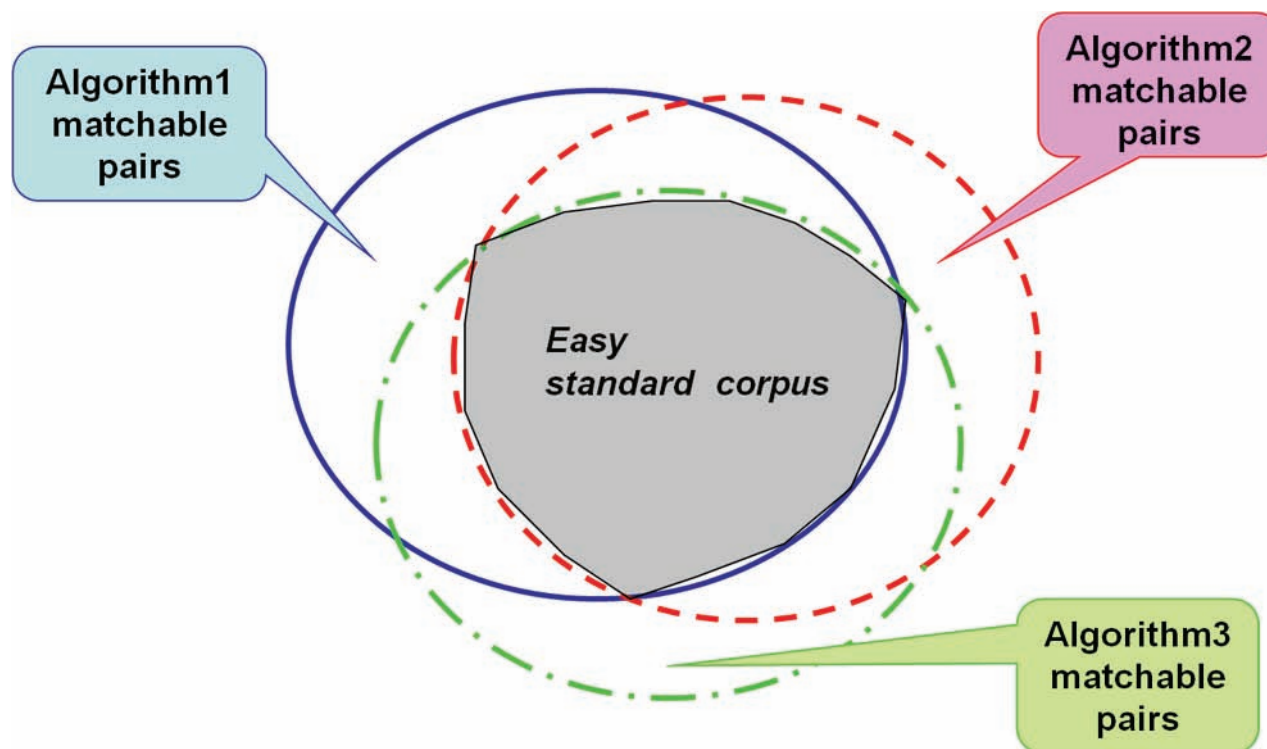 Algorithm1
matchable
pairs
Algorithm2
matchable
pairs
Easy
standard corpus
Algorithm3
matchable
pairs